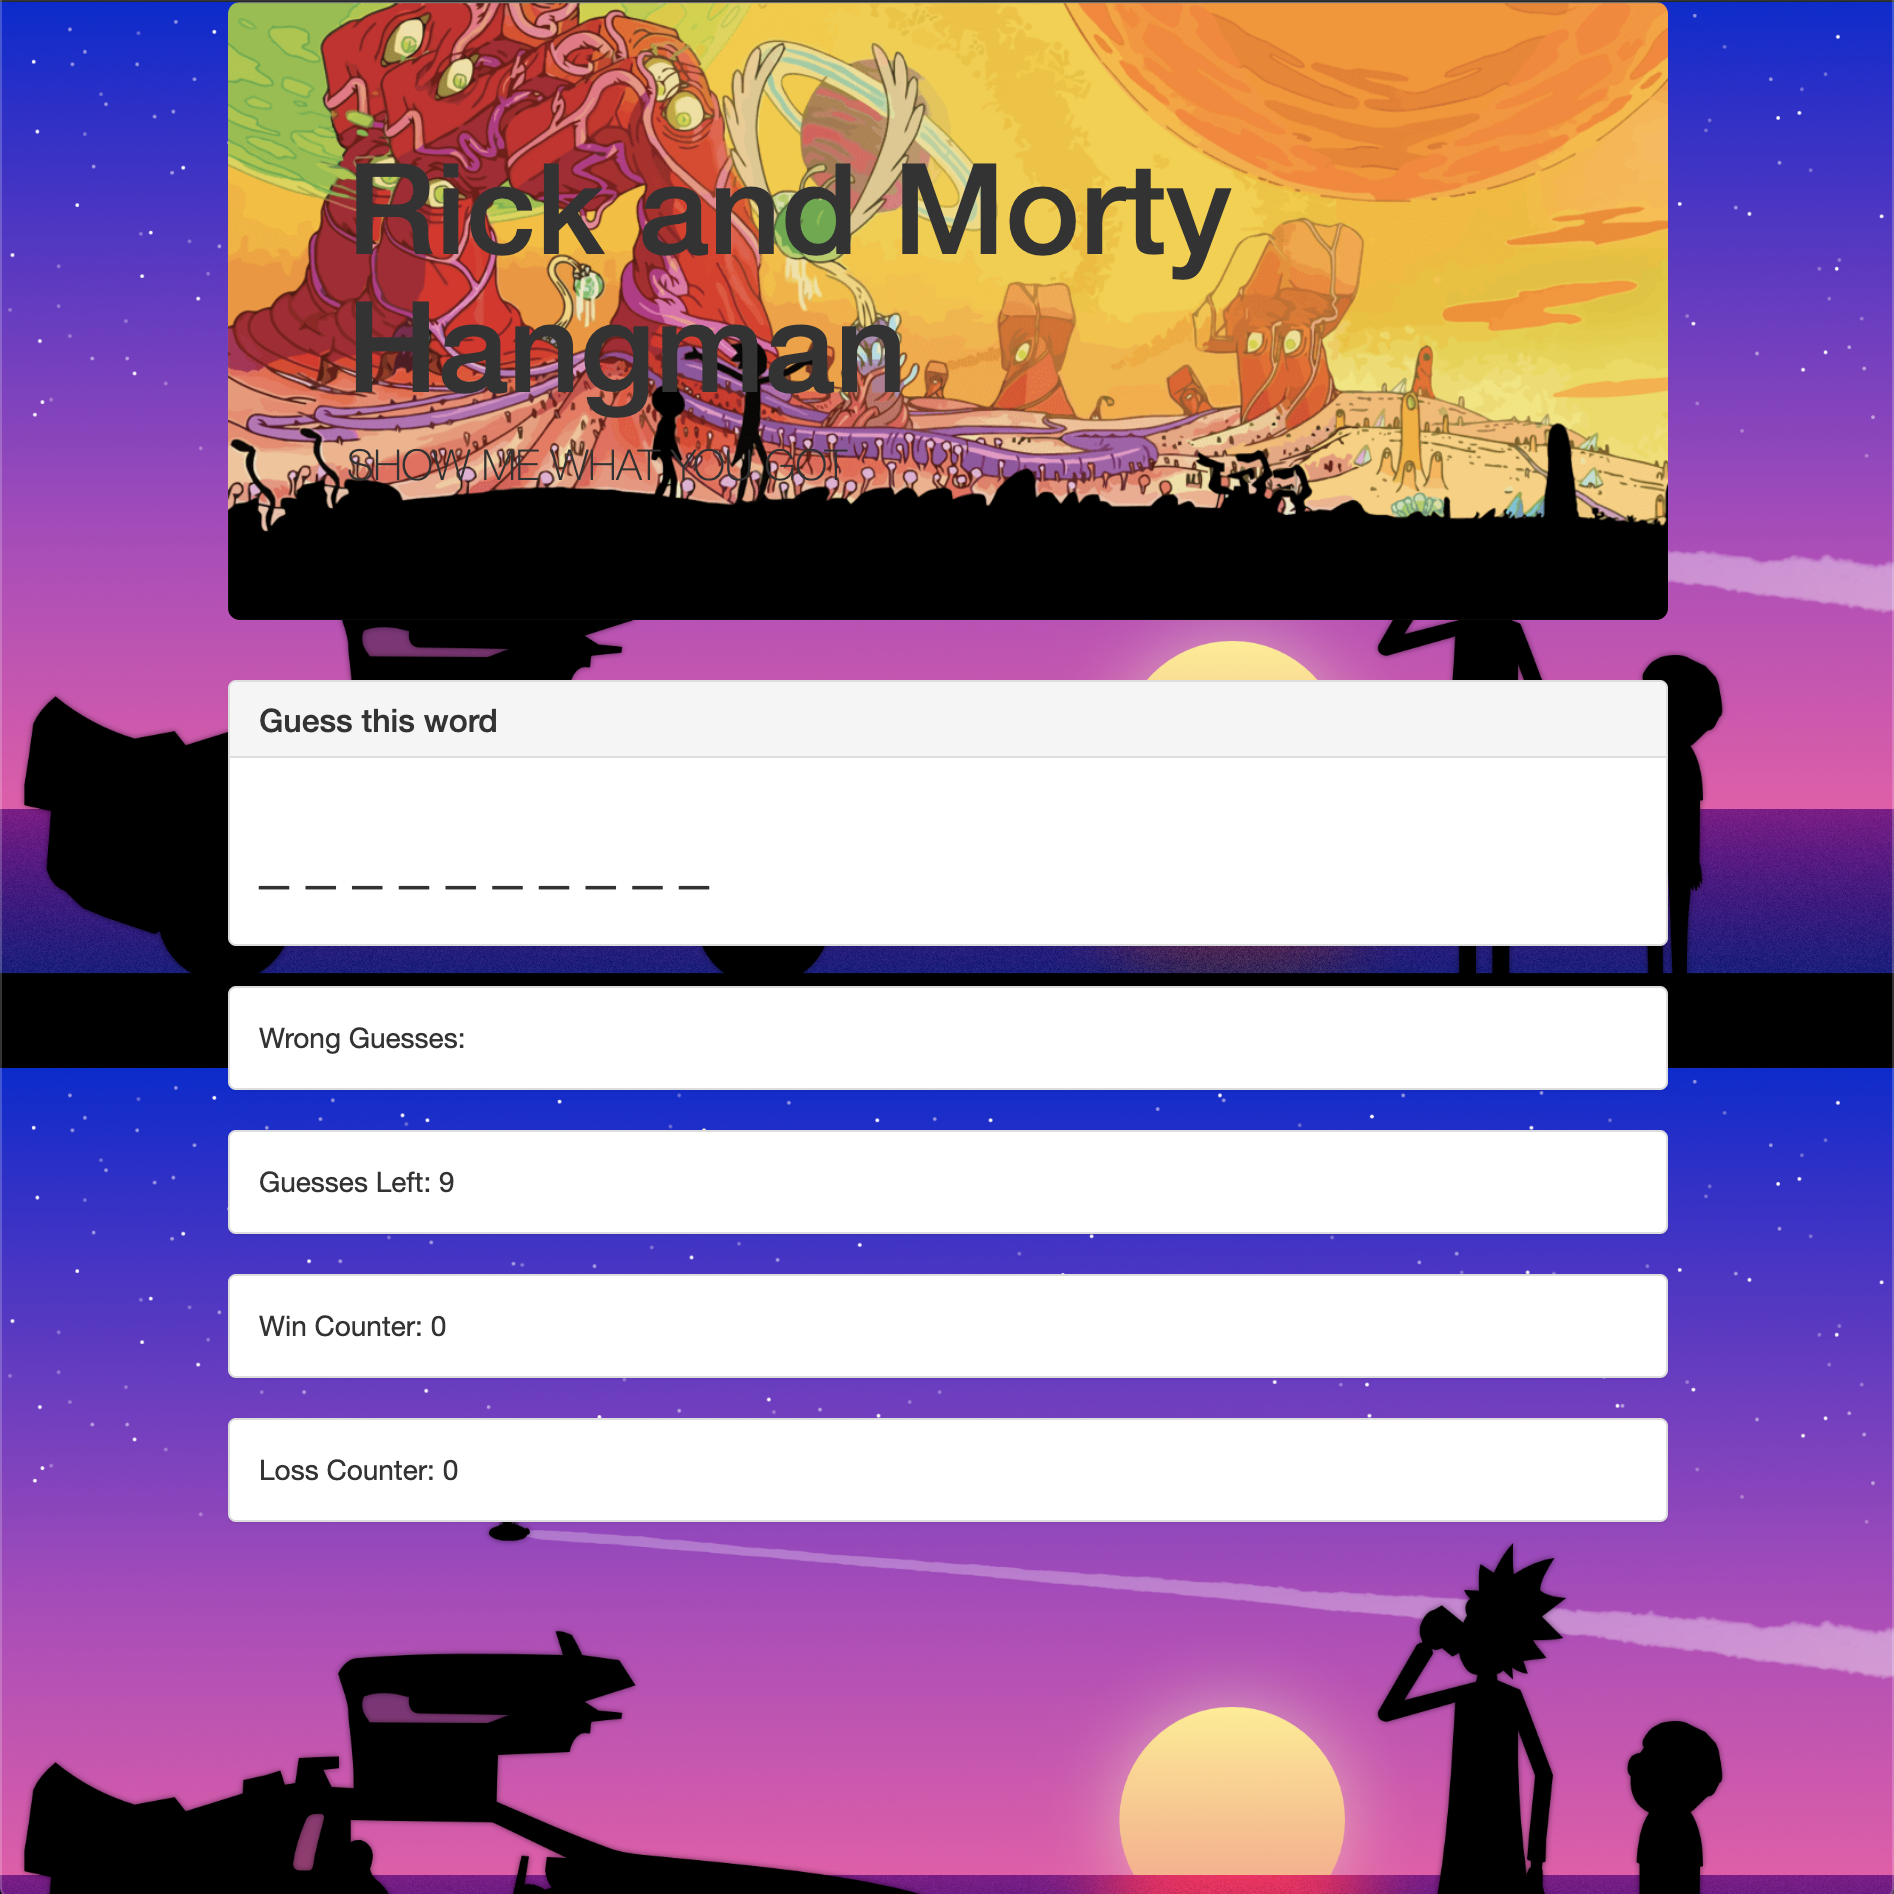 Rick and Morty
Hangman
SHOW ME WHAT YOU GOT
Guess this word
_ _ _ _ _ _ _ _ _ _
Wrong Guesses:
Guesses Left: 9
Win Counter: 0
Loss Counter: 0